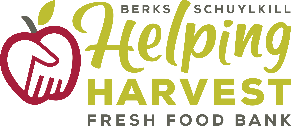 BERKS SCHUYLKILL
Helping
HARVEST
FRESH FOOD BANK